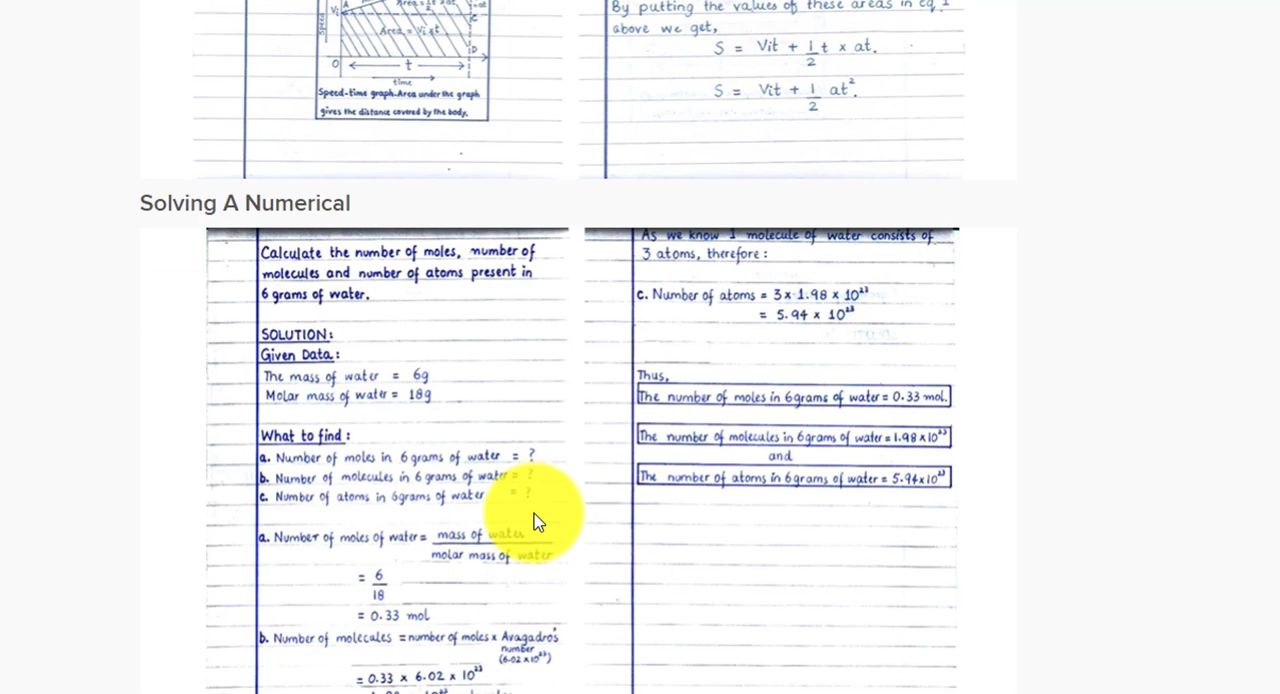 Speed
Vi
A
Area = Vi x t
D
O
t
time
Speed-time graph. Area under the graph
gives the distance covered by the body.
By putting the values of these areas in eq. 1
above we get,
S = Vit + 1/2 t x at.
S = Vit + 1/2 at².
Solving A Numerical
Calculate the number of moles, number of
molecules and number of atoms present in
6 grams of water.
SOLUTION:
Given Data:
The mass of water = 6g
Molar mass of water = 18g
What to find:
a. Number of moles in 6 grams of water = ?
b. Number of molecules in 6 grams of water = ?
c. Number of atoms in 6grams of water = ?
a. Number of moles of water = mass of water
molar mass of water
= 6
18
= 0.33 mol
b. Number of molecules = number of moles x Avagadro's
number
(6.02 x 10²³)
= 0.33 x 6.02 x 10²³
As we know 1 molecule of water consists of
3 atoms, therefore:
c. Number of atoms = 3 x 1.98 x 10²³
= 5.94 x 10²³
Thus,
The number of moles in 6grams of water = 0.33 mol.
The number of molecules in 6 grams of water = 1.98 x 10²³
and
The number of atoms in 6 grams of water = 5.94 x 10²³